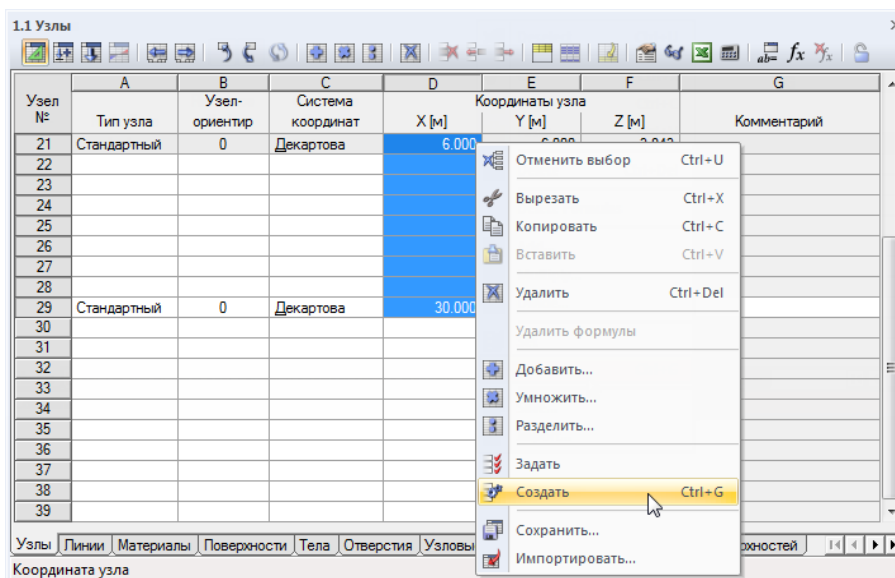 1.1 Узлы
A B C D E F G
Узел № Тип узла Узел-ориентир Система координат Координаты узла X [м] Y [м] Z [м] Комментарий
21 Стандартный 0 Декартова 6.000
22
23
24
25
26
27
28
29 Стандартный 0 Декартова 30.000
30
31
32
33
34
35
36
37
38
39
Отменить выбор Ctrl+U
Вырезать Ctrl+X
Копировать Ctrl+C
Вставить Ctrl+V
Удалить Ctrl+Del
Удалить формулы
Добавить...
Умножить...
Разделить...
Задать
Создать Ctrl+G
Сохранить...
Импортировать...
Узлы Линии Материалы Поверхности Тела Отверстия
Координата узла